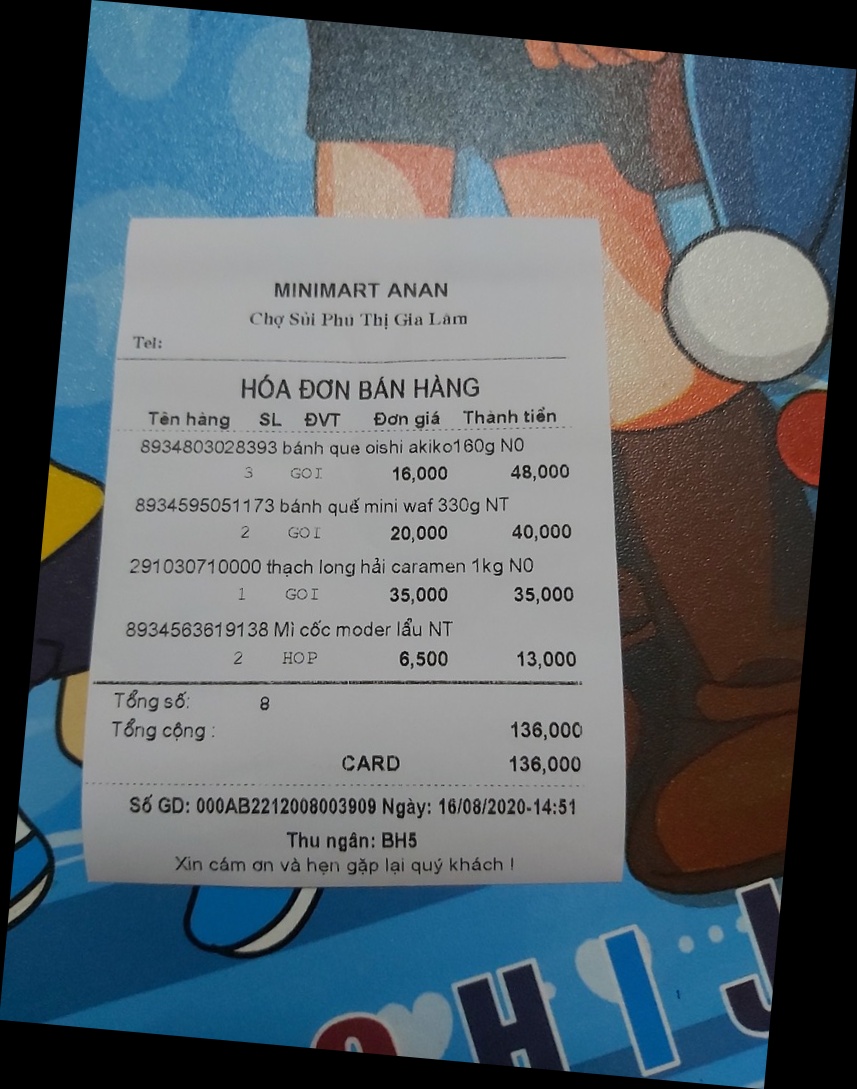 MINIMART ANAN
Chợ Sủi Phú Thị Gia Lâm
Tel:
HÓA ĐƠN BÁN HÀNG
Tên hàng SL ĐVT Đơn giá Thành tiền
8934803028393 bánh que oishi akiko160g N0
3 GOI 16,000 48,000
8934595051173 bánh quế mini waf 330g NT
2 GOI 20,000 40,000
291030710000 thạch long hải caramen 1kg N0
1 GOI 35,000 35,000
8934563619138 Mì cốc moder lẩu NT
2 HOP 6,500 13,000
Tổng số: 8
Tổng cộng : 136,000
CARD 136,000
Số GD: 000AB2212008003909 Ngày: 16/08/2020-14:51
Thu ngân: BH5
Xin cám ơn và hẹn gặp lại quý khách !
H I J